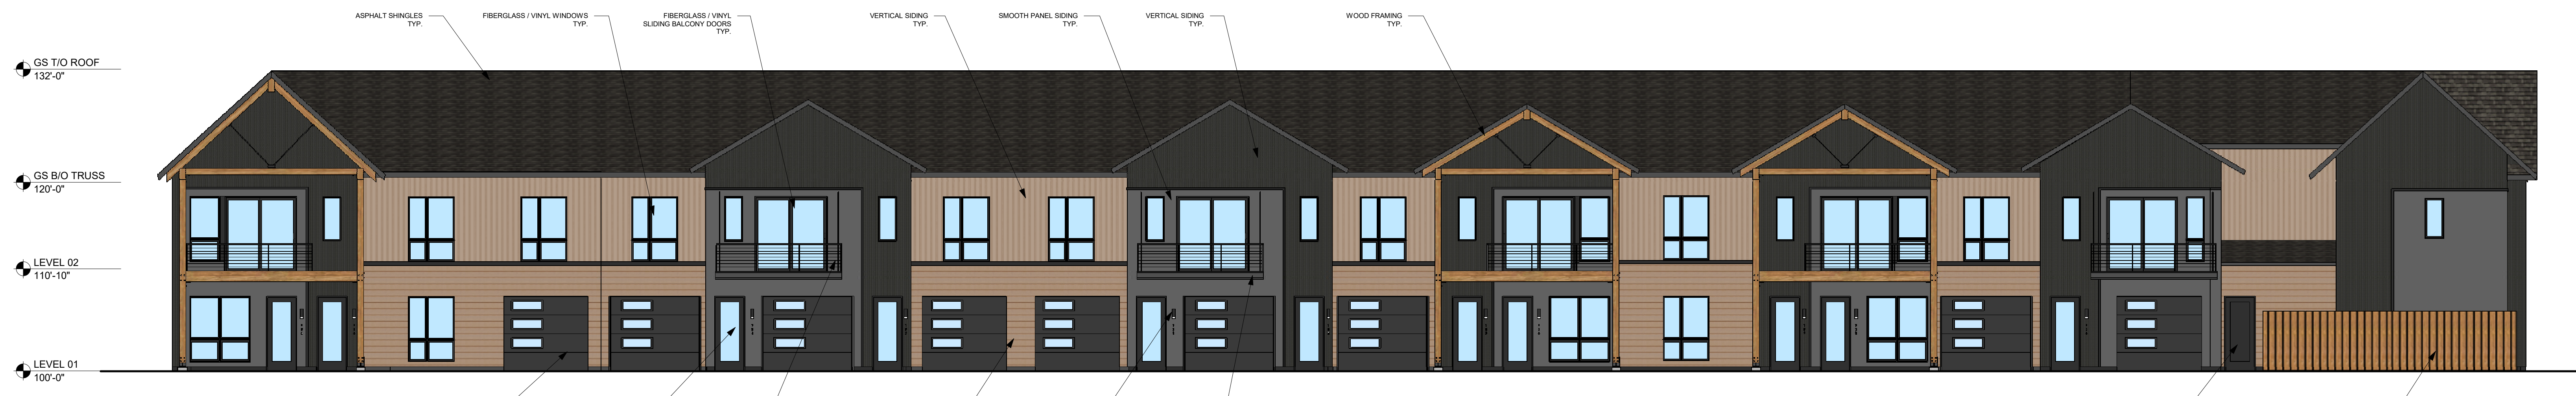 ASPHALT SHINGLES
TYP.
FIBERGLASS / VINYL WINDOWS
TYP.
FIBERGLASS / VINYL
SLIDING BALCONY DOORS
TYP.
VERTICAL SIDING
TYP.
SMOOTH PANEL SIDING
TYP.
VERTICAL SIDING
TYP.
WOOD FRAMING
TYP.
GS T/O ROOF
132'-0"
GS B/O TRUSS
120'-0"
LEVEL 02
110'-10"
LEVEL 01
100'-0"